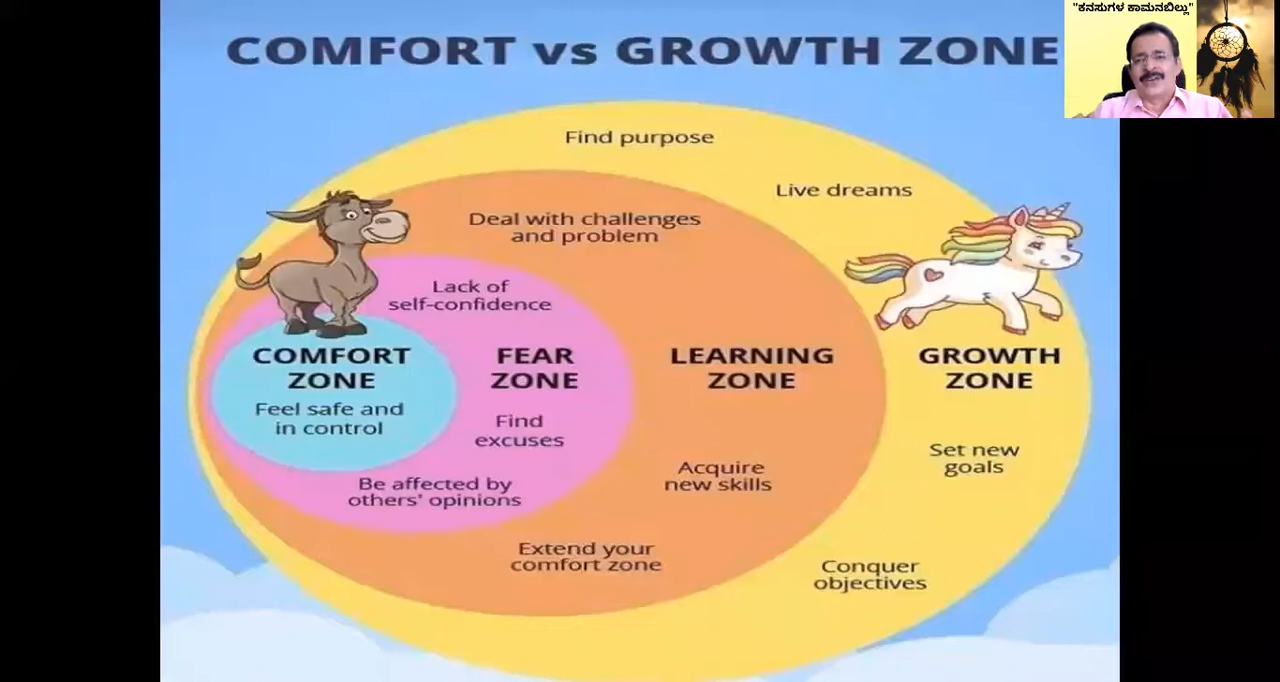 COMFORT vs GROWTH ZONE
"ಕನಸುಗಳ ಕಾಮನಬಿಲ್ಲು"
Find purpose
Live dreams
Deal with challenges
and problem
Lack of
self-confidence
COMFORT
ZONE
Feel safe and
in control
FEAR
ZONE
Find
excuses
Be affected by
others' opinions
LEARNING
ZONE
Acquire
new skills
Extend your
comfort zone
GROWTH
ZONE
Set new
goals
Conquer
objectives